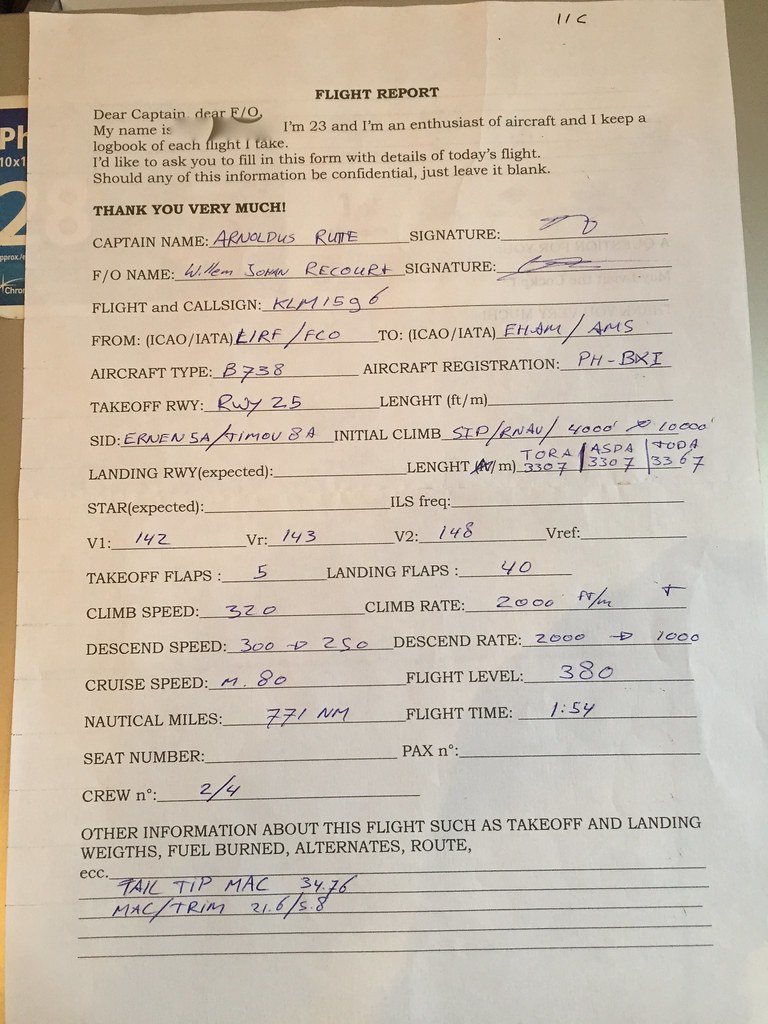 11C
FLIGHT REPORT
Dear Captain, dear F/O,
My name is I'm 23 and I'm an enthusiast of aircraft and I keep a
logbook of each flight I take.
I'd like to ask you to fill in this form with details of today's flight.
Should any of this information be confidential, just leave it blank.
THANK YOU VERY MUCH!
CAPTAIN NAME: ARNOLDUS RUTTE SIGNATURE:
F/O NAME: Willem JOHAN RECOURT SIGNATURE:
FLIGHT and CALLSIGN: KLM1596
FROM: (ICAO/IATA) LIRF/FCO TO: (ICAO/IATA) EHAM/AMS
AIRCRAFT TYPE: B738 AIRCRAFT REGISTRATION: PH-BXI
TAKEOFF RWY: RWY 25 LENGHT (ft/m)
SID: ERNEN 5A/TIMOV 8A INITIAL CLIMB SID/RNAV/ 4000' → 10000'
LANDING RWY(expected): LENGHT (ft/m) TORA 3307 | ASDA 3307 | TODA 3367
STAR(expected): ILS freq:
V1: 142 Vr: 143 V2: 148 Vref:
TAKEOFF FLAPS : 5 LANDING FLAPS : 40
CLIMB SPEED: 320 CLIMB RATE: 2000 ft/m +
DESCEND SPEED: 300 → 250 DESCEND RATE: 2000 → 1000
CRUISE SPEED: M.80 FLIGHT LEVEL: 380
NAUTICAL MILES: 771 NM FLIGHT TIME: 1:54
SEAT NUMBER: PAX n°:
CREW n°: 2/4
OTHER INFORMATION ABOUT THIS FLIGHT SUCH AS TAKEOFF AND LANDING
WEIGTHS, FUEL BURNED, ALTERNATES, ROUTE,
ecc.
TAIL TIP MAC 34.76
MAC/TRIM 21.6/5.8
Ph
10x1
2
approx./e
Chron